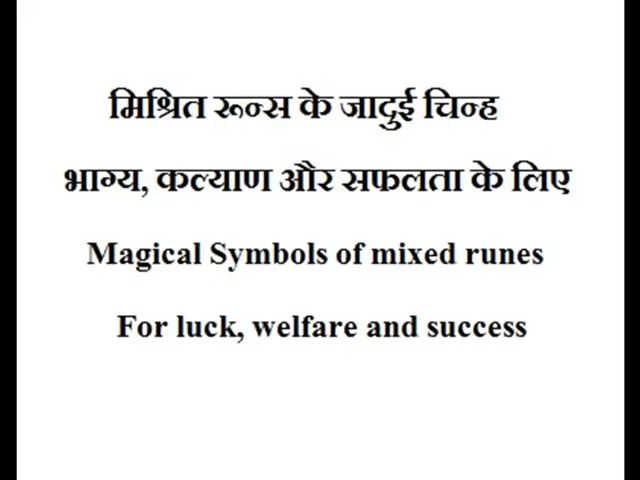 मिश्रित रून्स के जादुई चिन्ह
भाग्य, कल्याण और सफलता के लिए
Magical Symbols of mixed runes
For luck, welfare and success